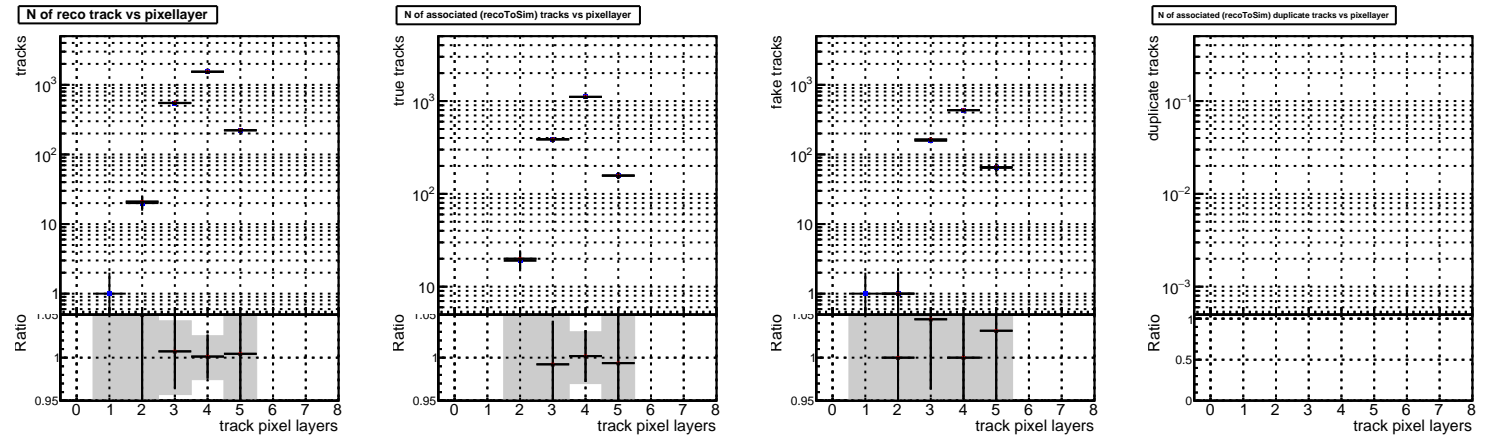 N of reco track vs pixellayer
tracks
10³
10²
10
1
Ratio
1.05
1
0.95
0 1 2 3 4 5 6 7 8
track pixel layers
N of associated (recoToSim) tracks vs pixellayer
true tracks
10³
10²
10
Ratio
1.05
1
0.95
0 1 2 3 4 5 6 7 8
track pixel layers
fake tracks
10³
10²
10
1
Ratio
1.05
1
0.95
0 1 2 3 4 5 6 7 8
track pixel layers
N of associated (recoToSim) duplicate tracks vs pixellayer
duplicate tracks
10⁻¹
10⁻²
10⁻³
Ratio
1
0.5
0
0 1 2 3 4 5 6 7 8
track pixel layers